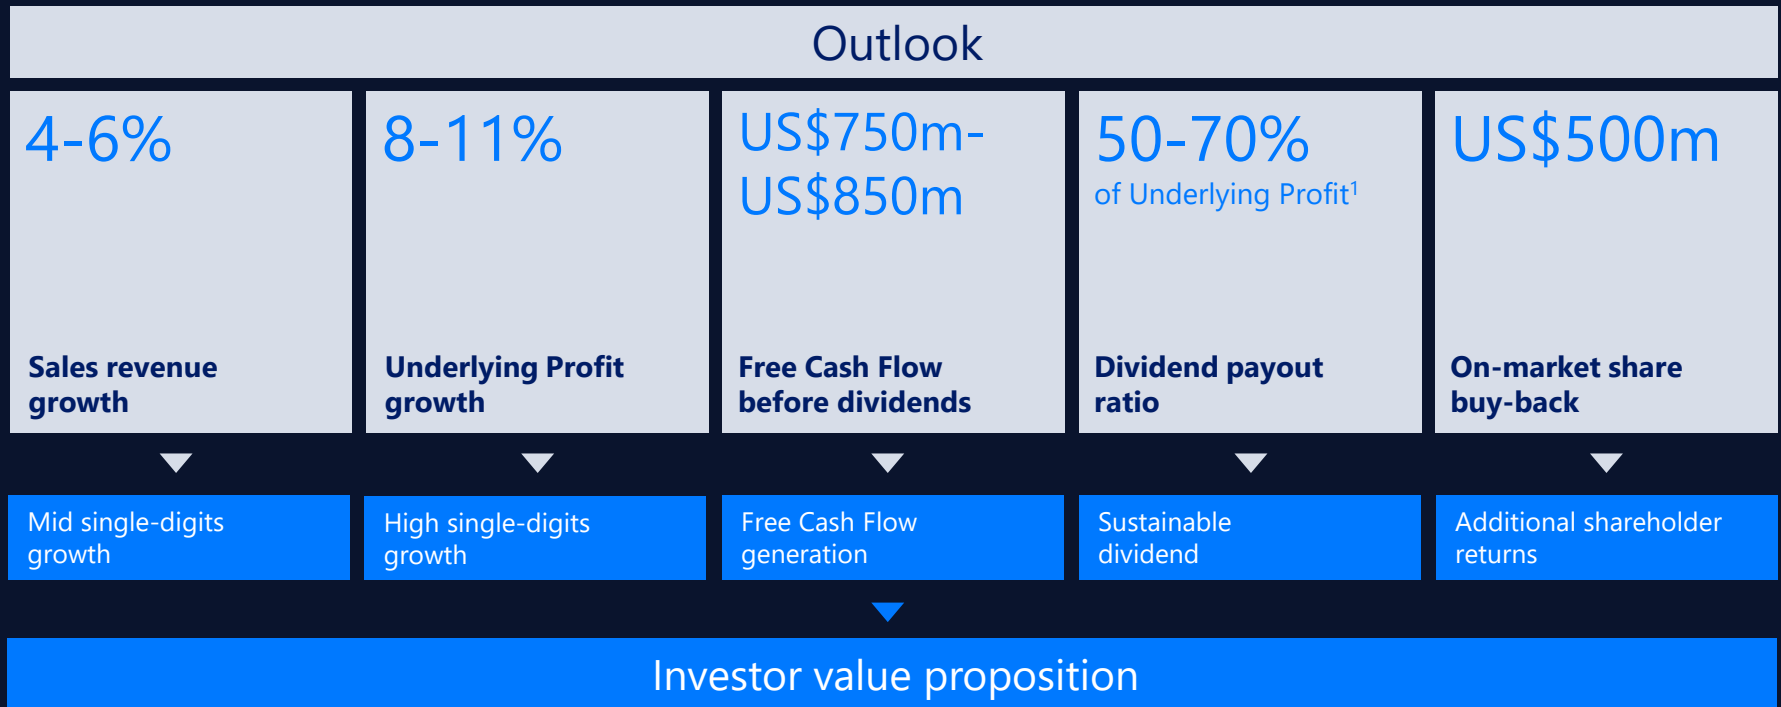 Outlook
4-6%
Sales revenue
growth
8-11%
Underlying Profit
growth
US$750m-
US$850m
Free Cash Flow
before dividends
50-70%
of Underlying Profit¹
Dividend payout
ratio
US$500m
On-market share
buy-back
Mid single-digits
growth
High single-digits
growth
Free Cash Flow
generation
Sustainable
dividend
Additional shareholder
returns
Investor value proposition